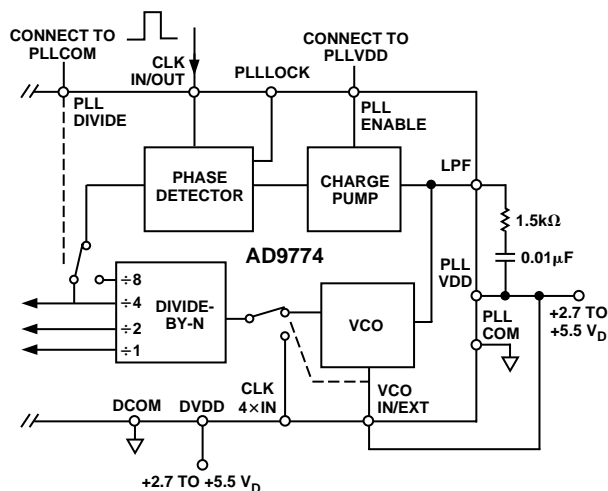 CONNECT TO
PLLCOM
CLK
IN/OUT
PLLLOCK
CONNECT TO
PLLVDD
PLL
DIVIDE
PLL
ENABLE
PHASE
DETECTOR
CHARGE
PUMP
LPF
1.5kΩ
0.01μF
AD9774
÷8
÷4
÷2
÷1
DIVIDE-
BY-N
VCO
PLL
VDD
+2.7 TO
+5.5 VD
PLL
COM
CLK
4×IN
VCO
IN/EXT
DCOM
DVDD
+2.7 TO +5.5 VD